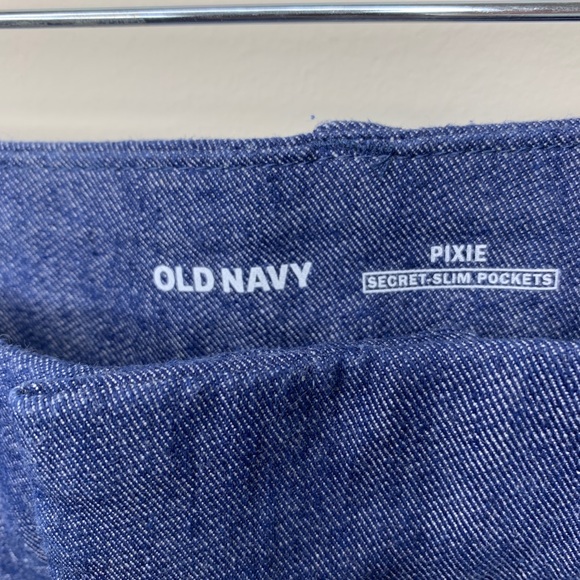 OLD NAVY
PIXIE
SECRET-SLIM POCKETS